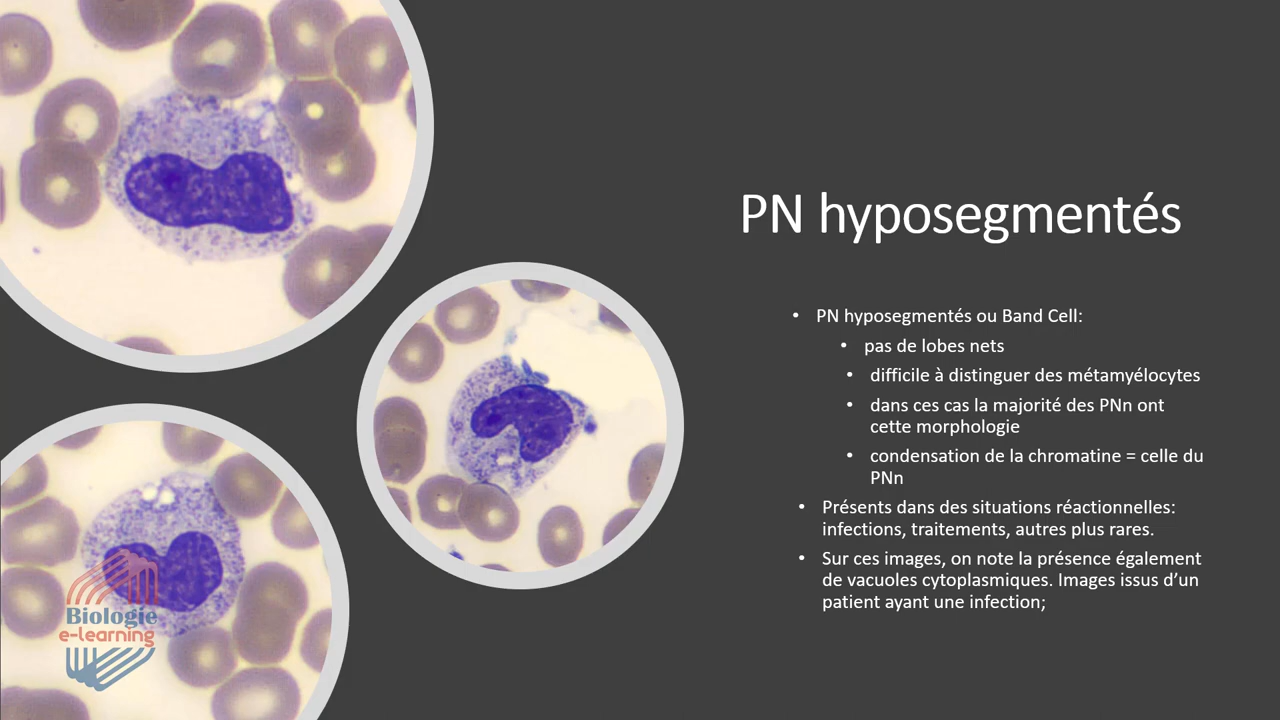 PN hyposegmentés
• PN hyposegmentés ou Band Cell:
• pas de lobes nets
• difficile à distinguer des métamyélocytes
• dans ces cas la majorité des PNn ont
cette morphologie
• condensation de la chromatine = celle du
PNn
• Présents dans des situations réactionnelles:
infections, traitements, autres plus rares.
• Sur ces images, on note la présence également
de vacuoles cytoplasmiques. Images issus d’un
patient ayant une infection;
Biologie
e-learning